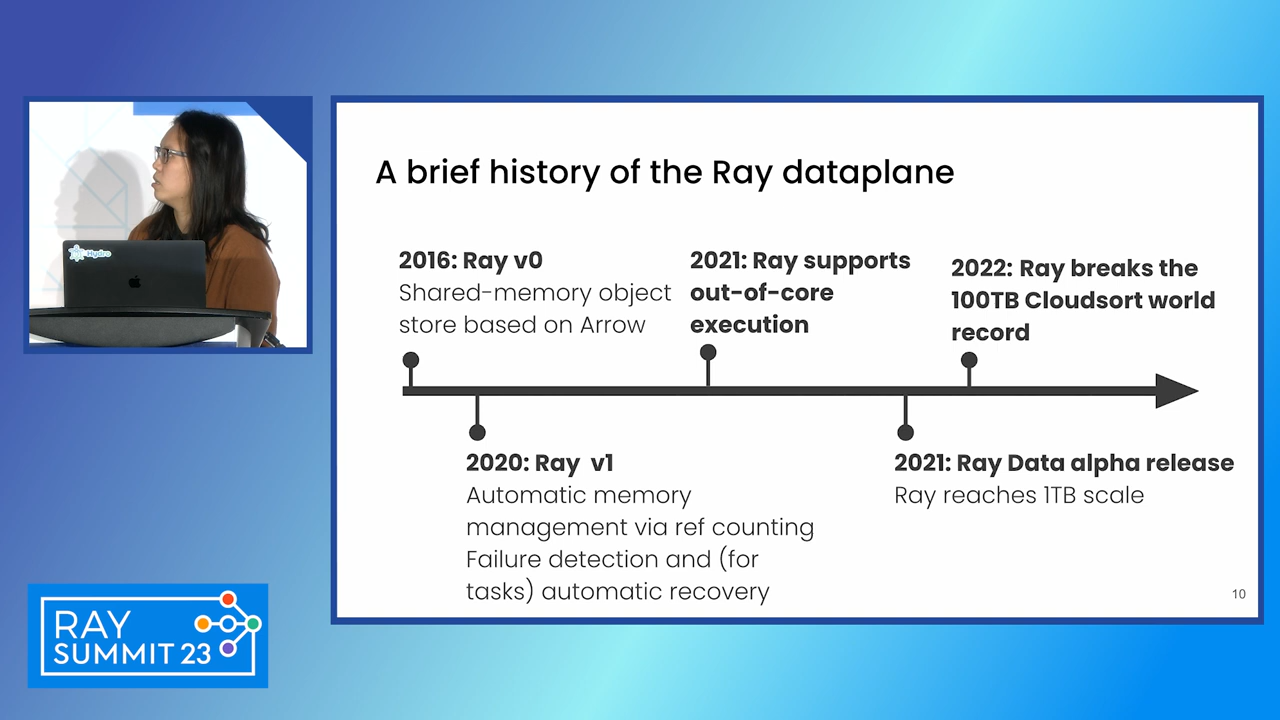 A brief history of the Ray dataplane
2016: Ray v0
Shared-memory object
store based on Arrow
2021: Ray supports
out-of-core
execution
2022: Ray breaks the
100TB Cloudsort world
record
2020: Ray v1
Automatic memory
management via ref counting
Failure detection and (for
tasks) automatic recovery
2021: Ray Data alpha release
Ray reaches 1TB scale
10
Hydro
RAY
SUMMIT 23